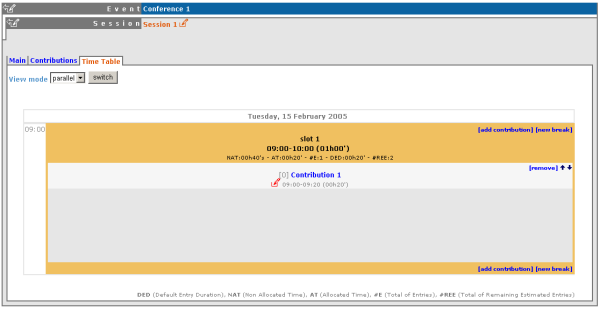 Event Conference 1
Session Session 1
Main Contributions Time Table
View mode parallel switch
Tuesday, 15 February 2005
09:00 [add contribution] [new break]
slot 1
09:00-10:00 (01h00')
NAT:00h40's - AT:00h20' - #E:1 - DED:00h20' - #REE:2
[remove]
[0] Contribution 1
09:00-09:20 (00h20')
[add contribution] [new break]
DED (Default Entry Duration), NAT (Non Allocated Time), AT (Allocated Time), #E (Total of Entries), #REE (Total of Remaining Estimated Entries)